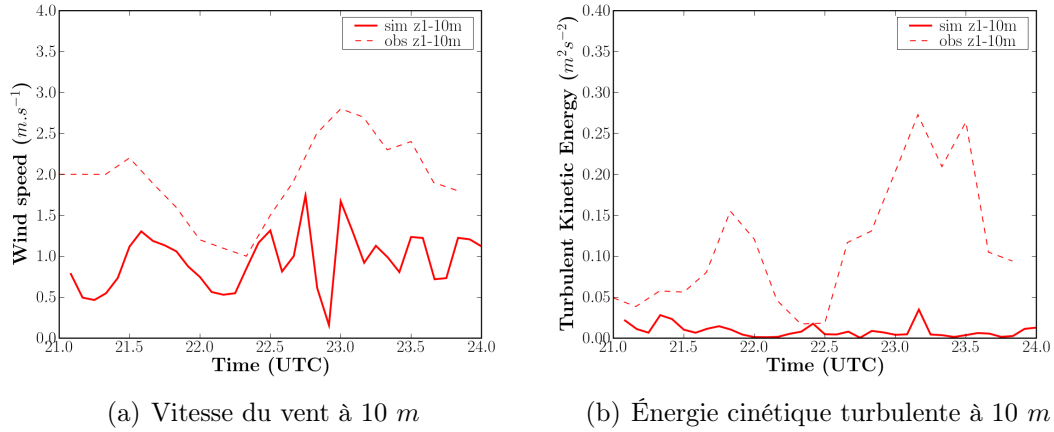 4.0
3.5
3.0
2.5
2.0
1.5
1.0
0.5
0.0
Wind speed (m.s⁻¹)
sim z1-10m
obs z1-10m
21.0 21.5 22.0 22.5 23.0 23.5 24.0
Time (UTC)
(a) Vitesse du vent à 10 m
0.40
0.35
0.30
0.25
0.20
0.15
0.10
0.05
0.00
Turbulent Kinetic Energy (m²s⁻²)
sim z1-10m
obs z1-10m
21.0 21.5 22.0 22.5 23.0 23.5 24.0
Time (UTC)
(b) Énergie cinétique turbulente à 10 m